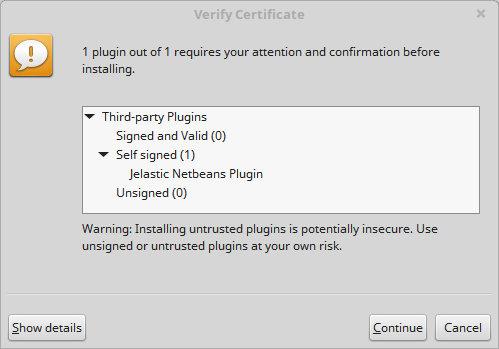 Verify Certificate
1 plugin out of 1 requires your attention and confirmation before
installing.
Third-party Plugins
Signed and Valid (0)
Self signed (1)
Jelastic Netbeans Plugin
Unsigned (0)
Warning: Installing untrusted plugins is potentially insecure. Use
unsigned or untrusted plugins at your own risk.
Show details
Continue
Cancel